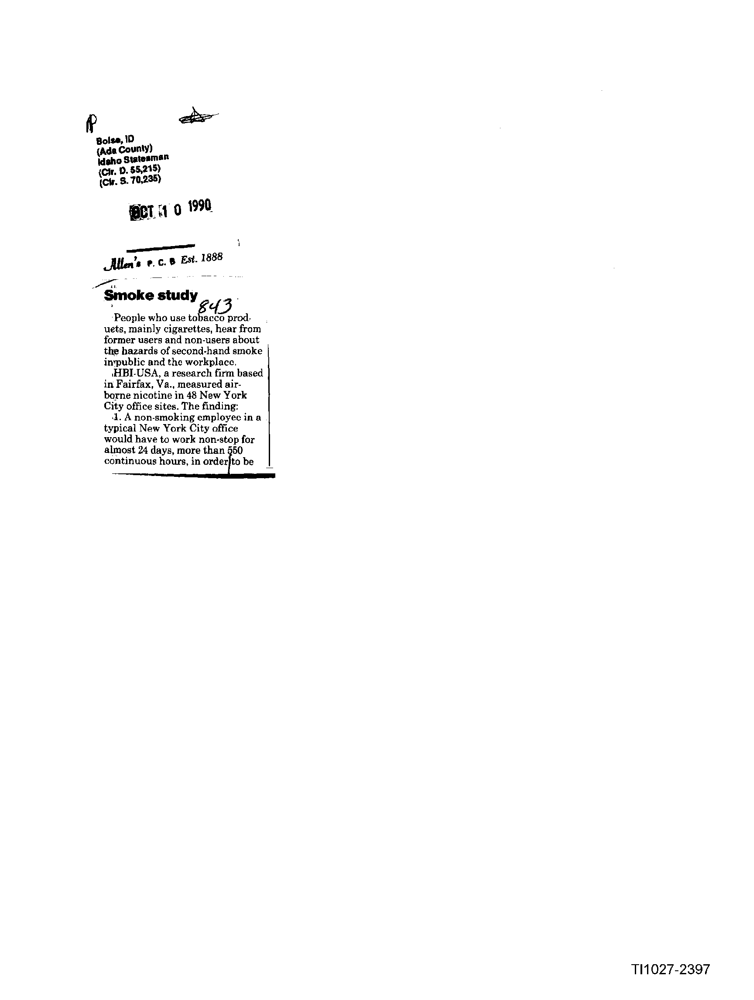 Boise, ID
(Ada County)
Idaho Statesman
(Cir. D. 55,215)
(Cir. S. 70,235)
OCT 10 1990
Allen's P. C. B Est. 1888
Smoke study
843
People who use tobacco prod-
ucts, mainly cigarettes, hear from
former users and non-users about
the hazards of second-hand smoke
in public and the workplace.
HBI-USA, a research firm based
in Fairfax, Va., measured air-
borne nicotine in 48 New York
City office sites. The finding:
1. A non-smoking employee in a
typical New York City office
would have to work non-stop for
almost 24 days, more than 550
continuous hours, in order to be
TI1027-2397